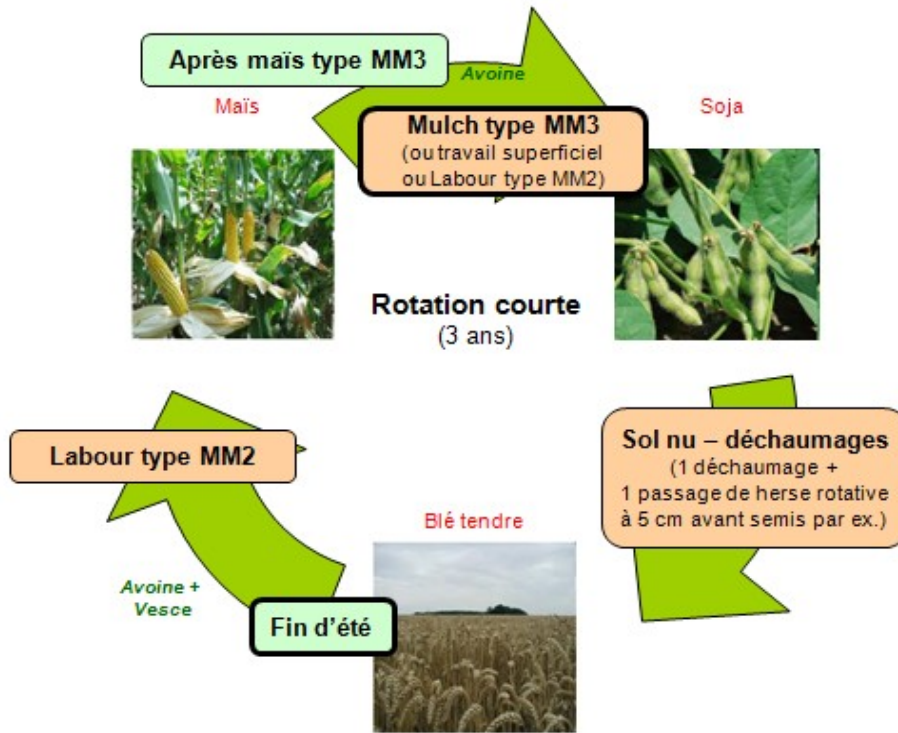 Après maïs type MM3
Avoine
Maïs
Soja
Mulch type MM3
(ou travail superficiel
ou Labour type MM2)
Rotation courte
(3 ans)
Sol nu – déchaumages
(1 déchaumage +
1 passage de herse rotative
à 5 cm avant semis par ex.)
Labour type MM2
Blé tendre
Avoine +
Vesce
Fin d'été